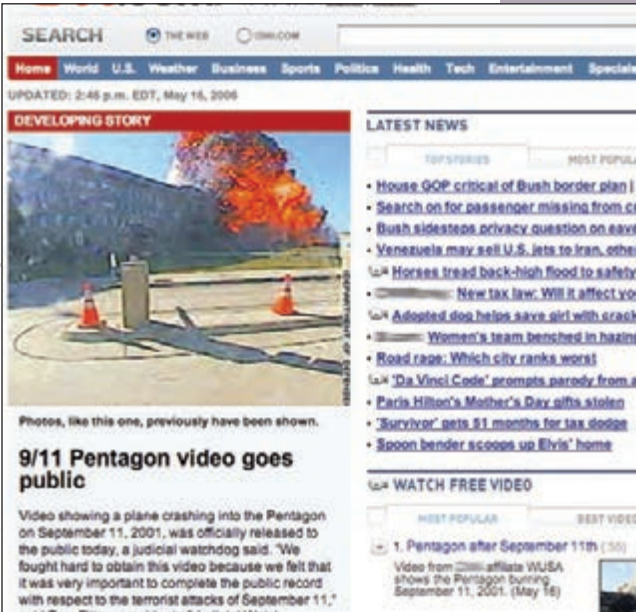 SEARCH
THE WEB
Home World U.S. Weather Business Sports Politics Health Tech Entertainment Specials
UPDATED: 2:46 p.m. EDT, May 16, 2006
DEVELOPING STORY
Photos, like this one, previously have been shown.
9/11 Pentagon video goes
public
Video showing a plane crashing into the Pentagon
on September 11, 2001, was officially released to
the public today, a judicial watchdog said. "We
fought hard to obtain this video because we felt that
it was very important to complete the public record
with respect to the terrorist attacks of September 11,"
LATEST NEWS
TOP STORIES MOST POPULA
• House GOP critical of Bush border plan |
• Search on for passenger missing from
• Bush sidesteps privacy question on
• Venezuela may sell U.S. jets to Iran,
Horses tread back-high flood to safety
• New tax law: Will it affect
Adopted dog helps save girl with
• Women's team benched in
• Road rage: Which city ranks worst
'Da Vinci Code' prompts parody from
• Paris Hilton's Mother's Day gifts stolen
• 'Survivor' gets 51 months for tax dodge
• Spoon bender scoops up Elvis' home
WATCH FREE VIDEO
MOST POPULAR BEST VIDEO
1. Pentagon after September 11th
Video from affiliate WUSA
shows the Pentagon burning
September 11, 2001. (May 16)